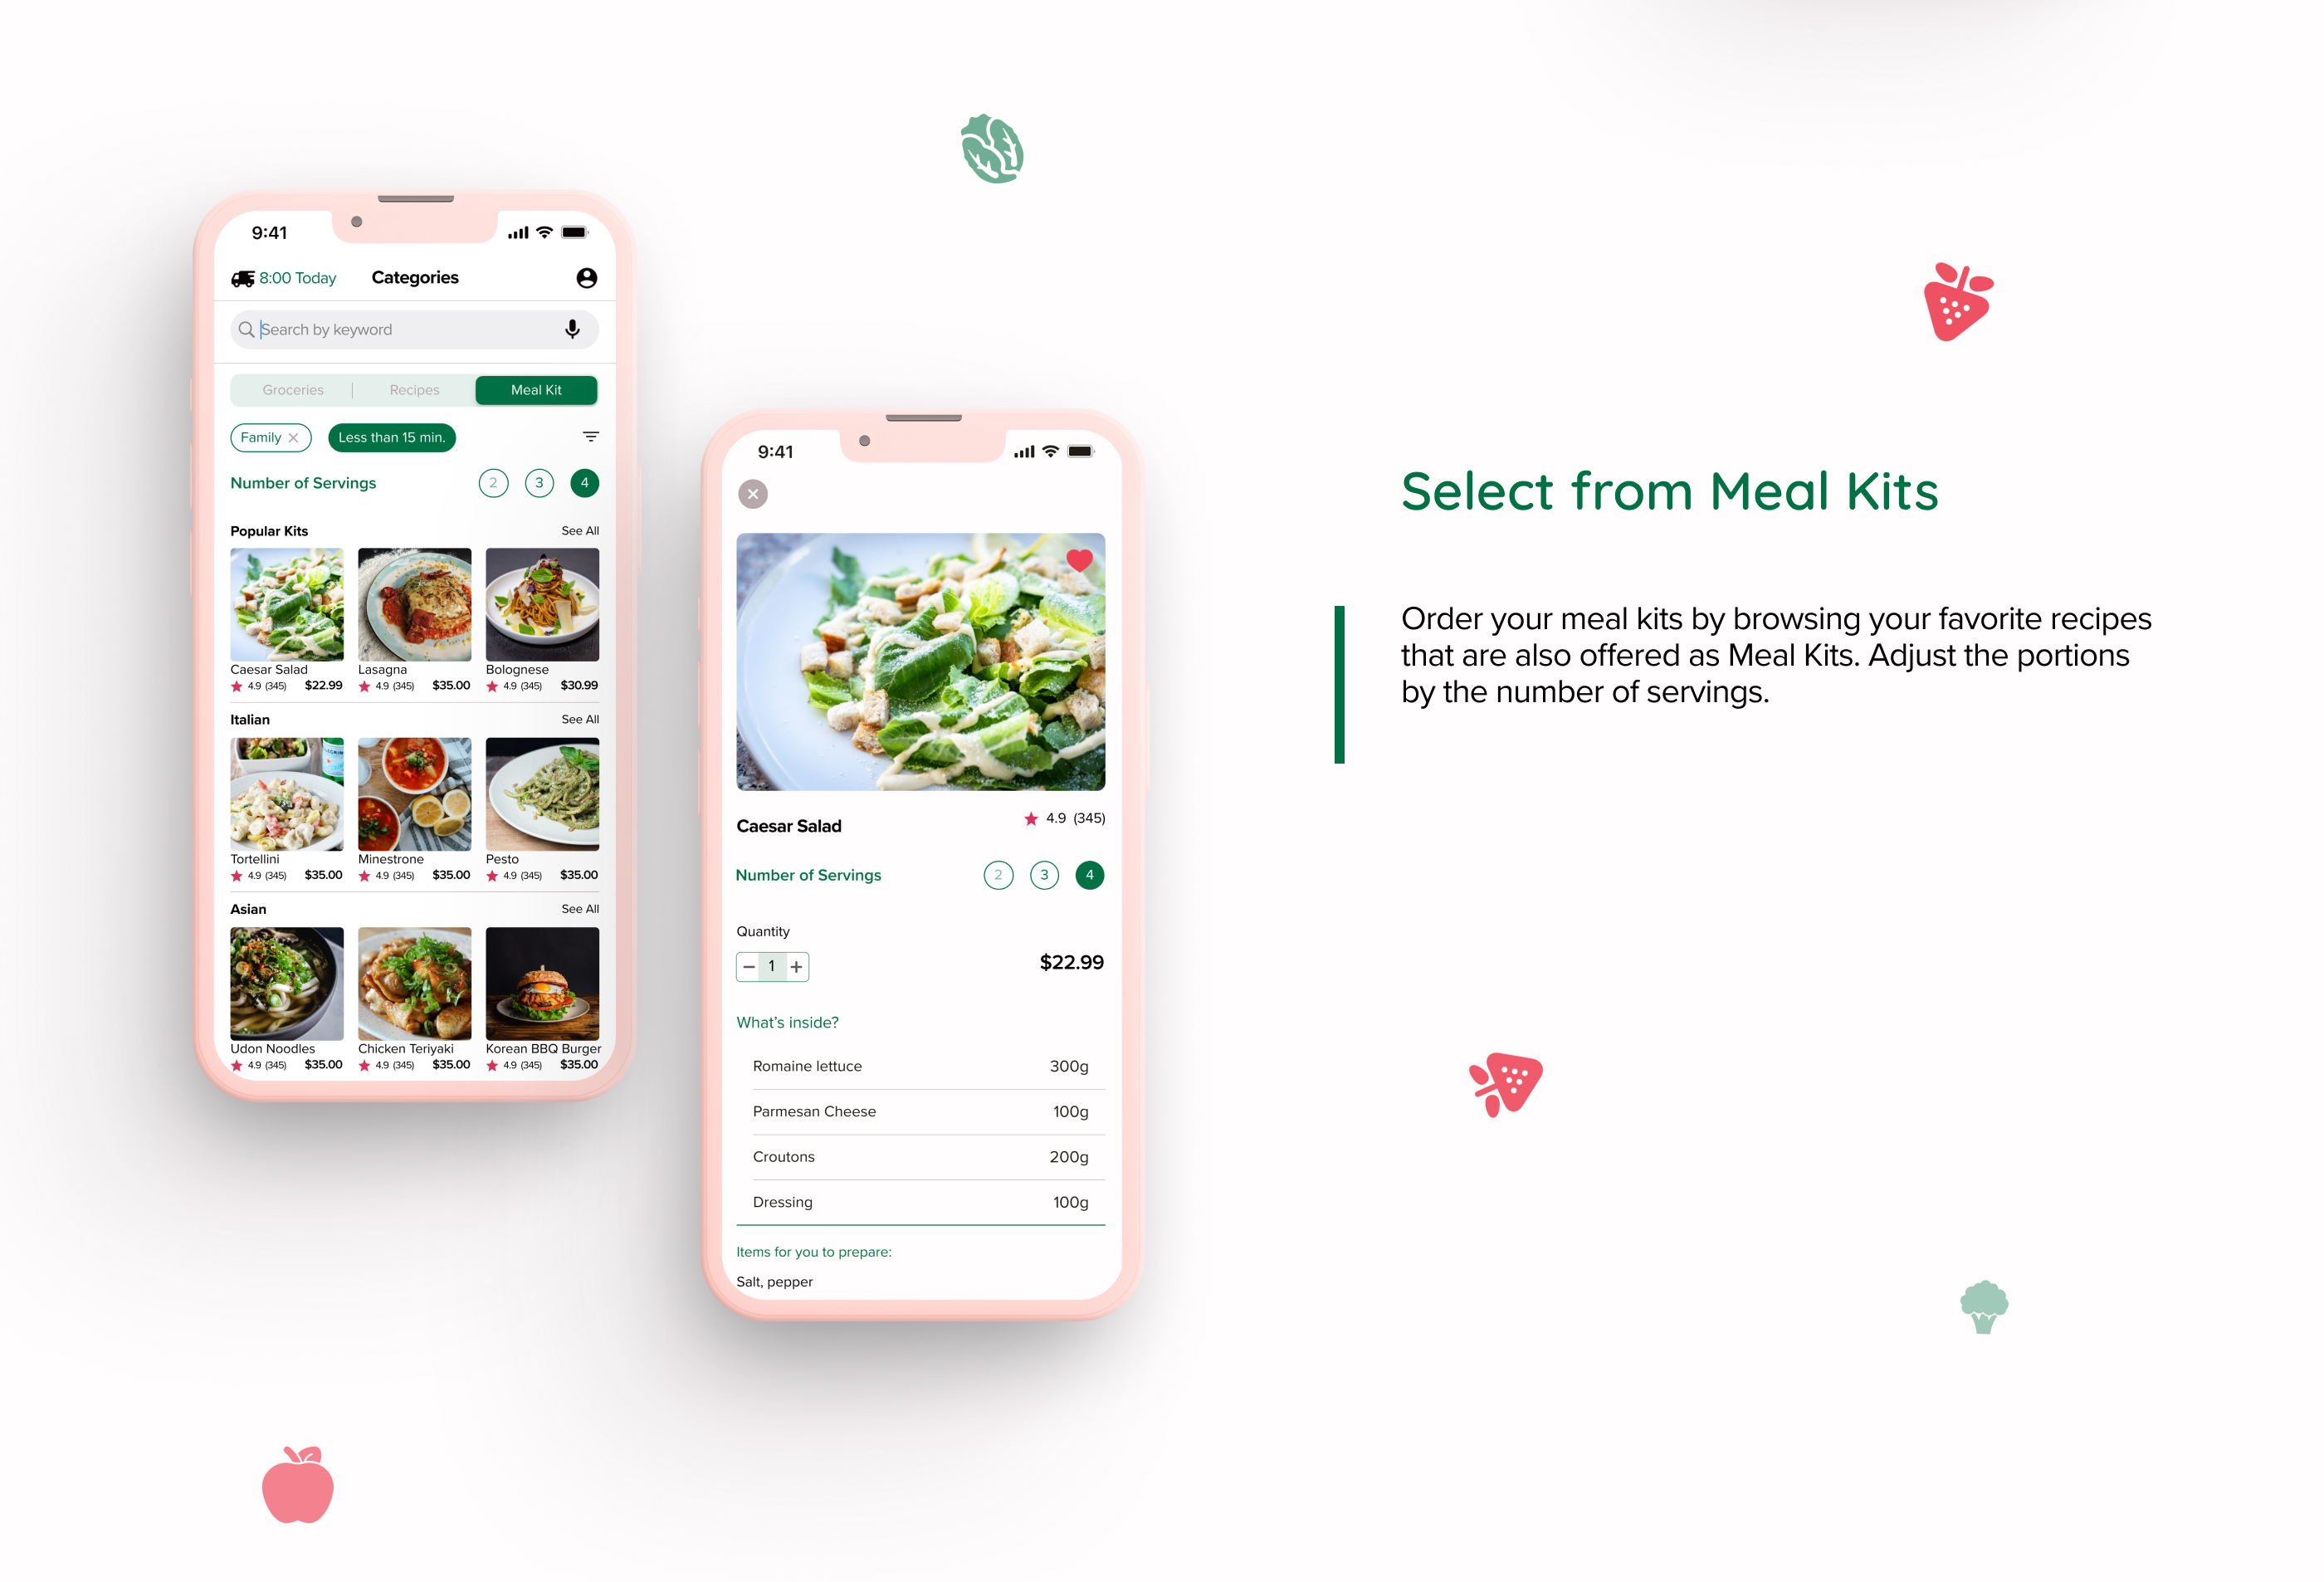 9:41
8:00 Today Categories
Search by keyword
Groceries Recipes Meal Kit
Family Less than 15 min.
Number of Servings 2 3 4
Popular Kits See All
Caesar Salad Lasagna Bolognese
4.9 (345) $22.99 4.9 (345) $35.00 4.9 (345) $30.99
Italian See All
Tortellini Minestrone Pesto
4.9 (345) $35.00 4.9 (345) $35.00 4.9 (345) $35.00
Asian See All
Udon Noodles Chicken Teriyaki Korean BBQ Burger
4.9 (345) $35.00 4.9 (345) $35.00 4.9 (345) $35.00
9:41
Caesar Salad 4.9 (345)
Number of Servings 2 3 4
Quantity
1 $22.99
What's inside?
Romaine lettuce 300g
Parmesan Cheese 100g
Croutons 200g
Dressing 100g
Items for you to prepare:
Salt, pepper
Select from Meal Kits
Order your meal kits by browsing your favorite recipes
that are also offered as Meal Kits. Adjust the portions
by the number of servings.